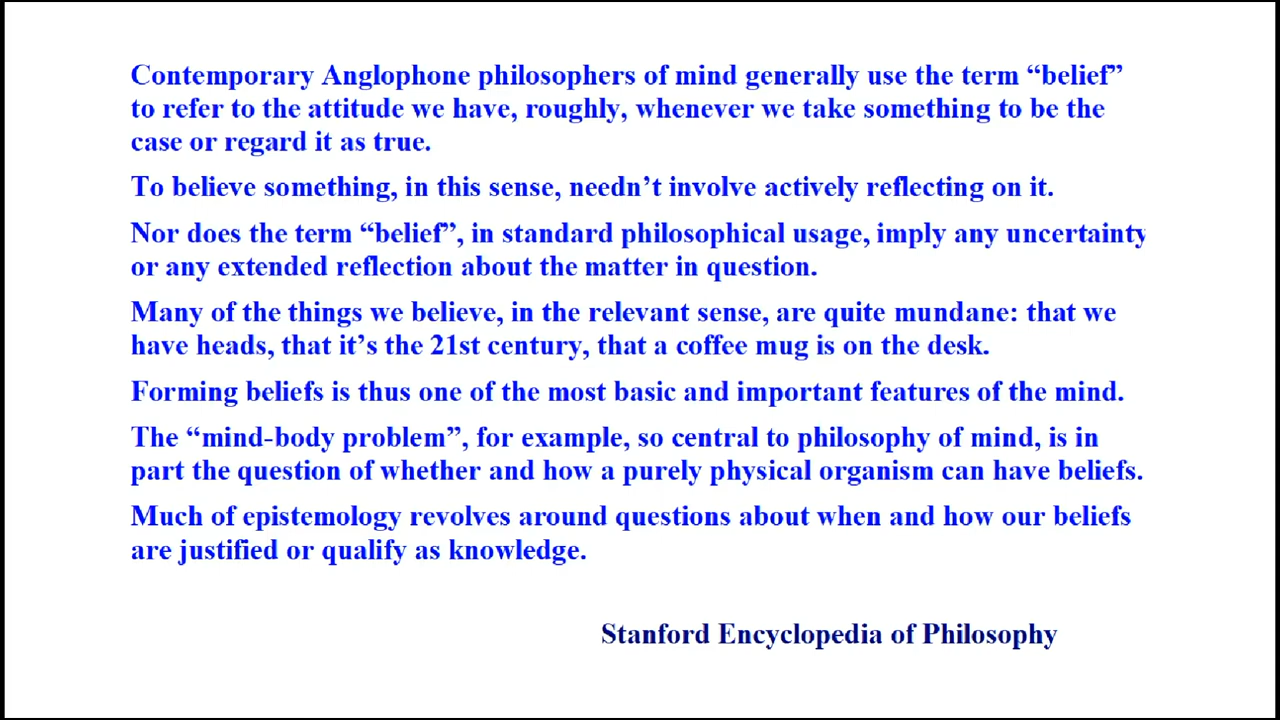 Contemporary Anglophone philosophers of mind generally use the term “belief”
to refer to the attitude we have, roughly, whenever we take something to be the
case or regard it as true.
To believe something, in this sense, needn’t involve actively reflecting on it.
Nor does the term “belief”, in standard philosophical usage, imply any uncertainty
or any extended reflection about the matter in question.
Many of the things we believe, in the relevant sense, are quite mundane: that we
have heads, that it’s the 21st century, that a coffee mug is on the desk.
Forming beliefs is thus one of the most basic and important features of the mind.
The “mind-body problem”, for example, so central to philosophy of mind, is in
part the question of whether and how a purely physical organism can have beliefs.
Much of epistemology revolves around questions about when and how our beliefs
are justified or qualify as knowledge.
Stanford Encyclopedia of Philosophy